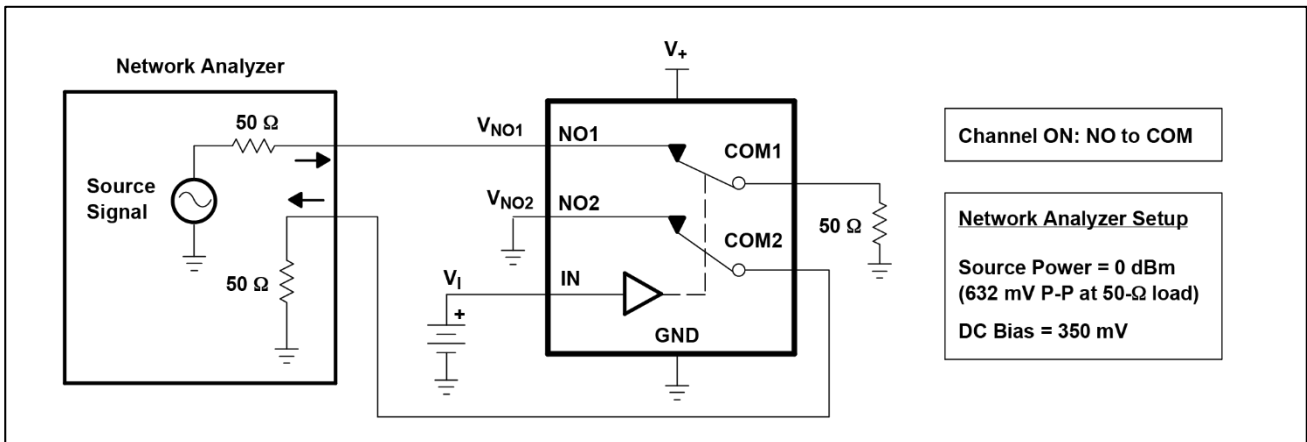 Network Analyzer
50 Ω
Source
Signal
50 Ω
V+
VNO1
NO1
COM1
VNO2
NO2
COM2
50 Ω
VI
+
IN
GND
Channel ON: NO to COM
Network Analyzer Setup
Source Power = 0 dBm
(632 mV P-P at 50-Ω load)
DC Bias = 350 mV